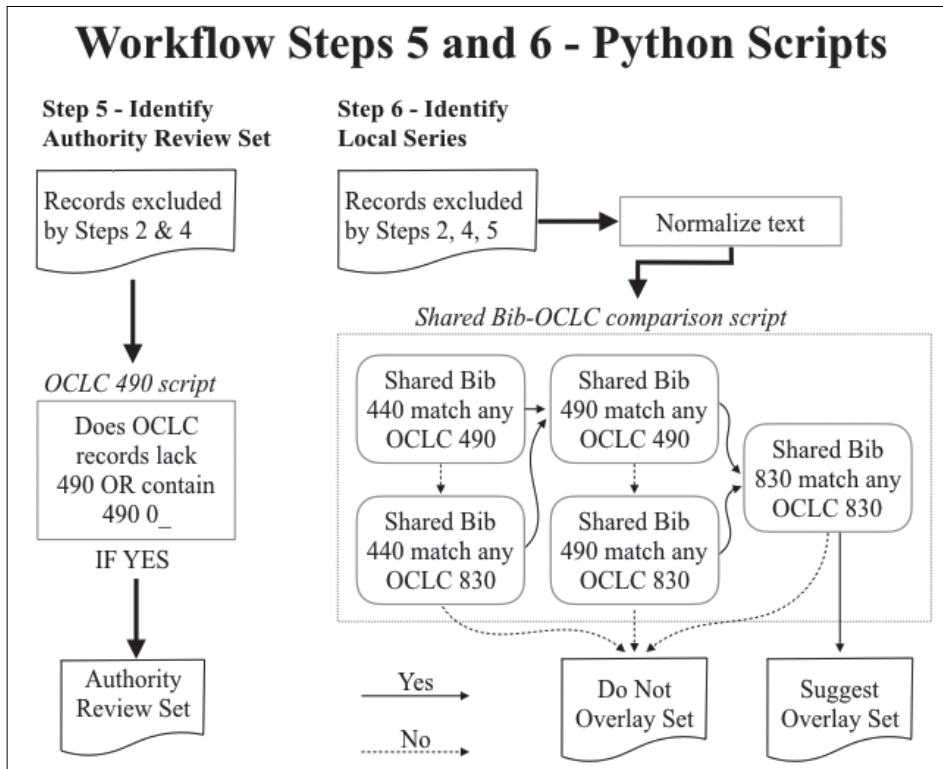 Workflow Steps 5 and 6 - Python Scripts
Step 5 - Identify
Authority Review Set
Records excluded
by Steps 2 & 4
OCLC 490 script
Does OCLC
records lack
490 OR contain
490 0_
IF YES
Authority
Review Set
Step 6 - Identify
Local Series
Records excluded
by Steps 2, 4, 5
Normalize text
Shared Bib-OCLC comparison script
Shared Bib
440 match any
OCLC 490
Shared Bib
490 match any
OCLC 490
Shared Bib
830 match any
OCLC 830
Shared Bib
440 match any
OCLC 830
Shared Bib
490 match any
OCLC 830
Yes
No
Do Not
Overlay Set
Suggest
Overlay Set